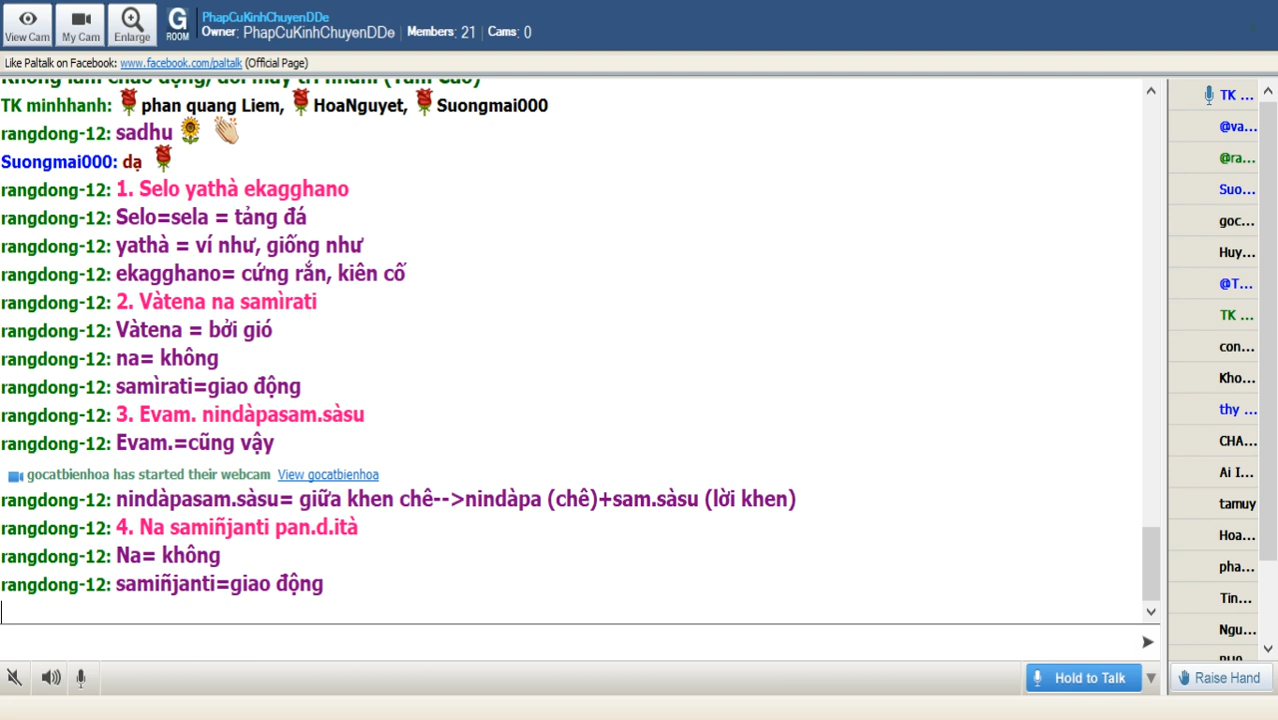 View Cam
My Cam
Enlarge
G
ROOM
PhapCuKinhChuyenDDe
Owner: PhapCuKinhChuyenDDe
Members: 21
Cams: 0
Like Paltalk on Facebook: www.facebook.com/paltalk (Official Page)
TK minhhanh: phan quang Liem, HoaNguyet, Suongmai000
rangdong-12: sadhu
Suongmai000: dạ
rangdong-12: 1. Selo yathà ekagghano
rangdong-12: Selo=sela = tảng đá
rangdong-12: yathà = ví như, giống như
rangdong-12: ekagghano= cứng rắn, kiên cố
rangdong-12: 2. Vàtena na samìrati
rangdong-12: Vàtena = bởi gió
rangdong-12: na= không
rangdong-12: samìrati=giao động
rangdong-12: 3. Evam. nindàpasam.sàsu
rangdong-12: Evam.=cũng vậy
gocatbienhoa has started their webcam View gocatbienhoa
rangdong-12: nindàpasam.sàsu= giữa khen chê-->nindàpa (chê)+sam.sàsu (lời khen)
rangdong-12: 4. Na samiñjanti pan.d.ità
rangdong-12: Na= không
rangdong-12: samiñjanti=giao động
TK ...
@va...
@ra...
Suo...
goc...
Huy...
@T...
TK ...
con...
Kho...
thy ...
CHA...
Ai I...
tamuy
Hoa...
pha...
Tin...
Ngu...
Hold to Talk
Raise Hand